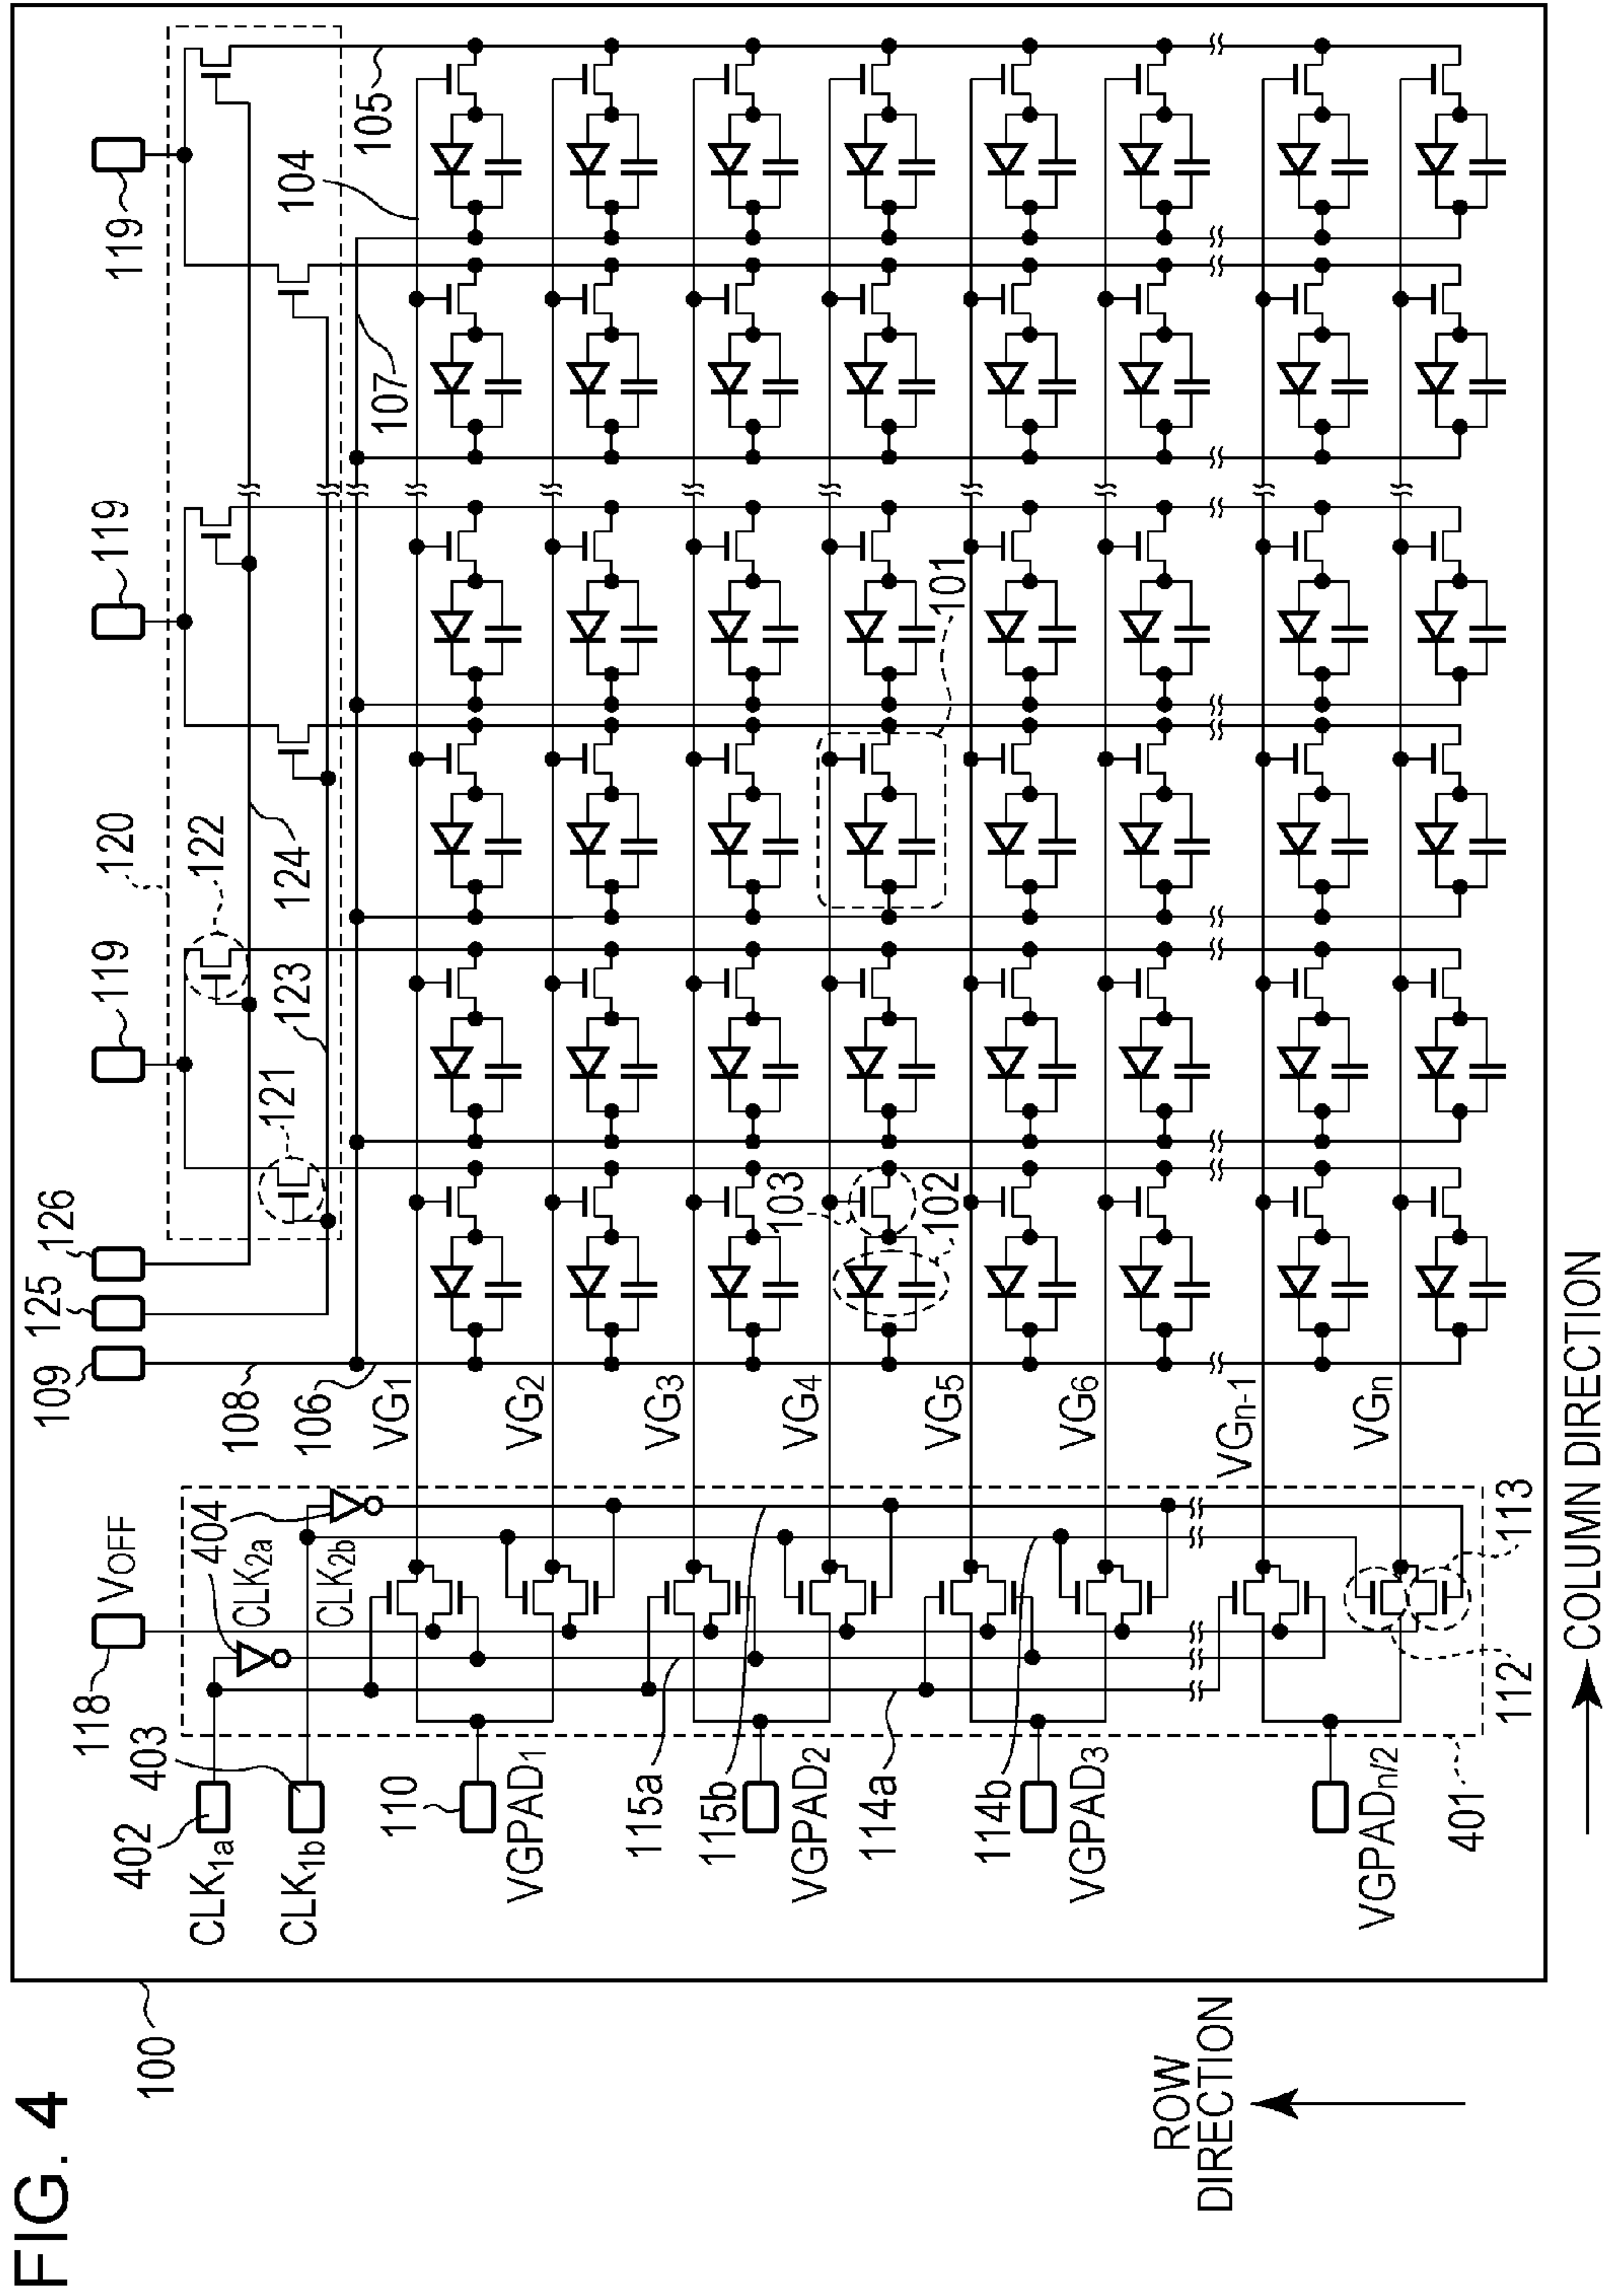 FIG. 4
100
109
125
126
119
119
119
120
122
124
123
121
105
104
107
108
106
118
VOFF
404
CLK2a
CLK2b
402
CLK1a
403
CLK1b
110
VGPAD1
115a
115b
VGPAD2
114a
114b
VGPAD3
VGPADn/2
401
112
113
VG1
VG2
VG3
VG4
VG5
VG6
VGn-1
VGn
101
103
102
ROW
DIRECTION
COLUMN DIRECTION